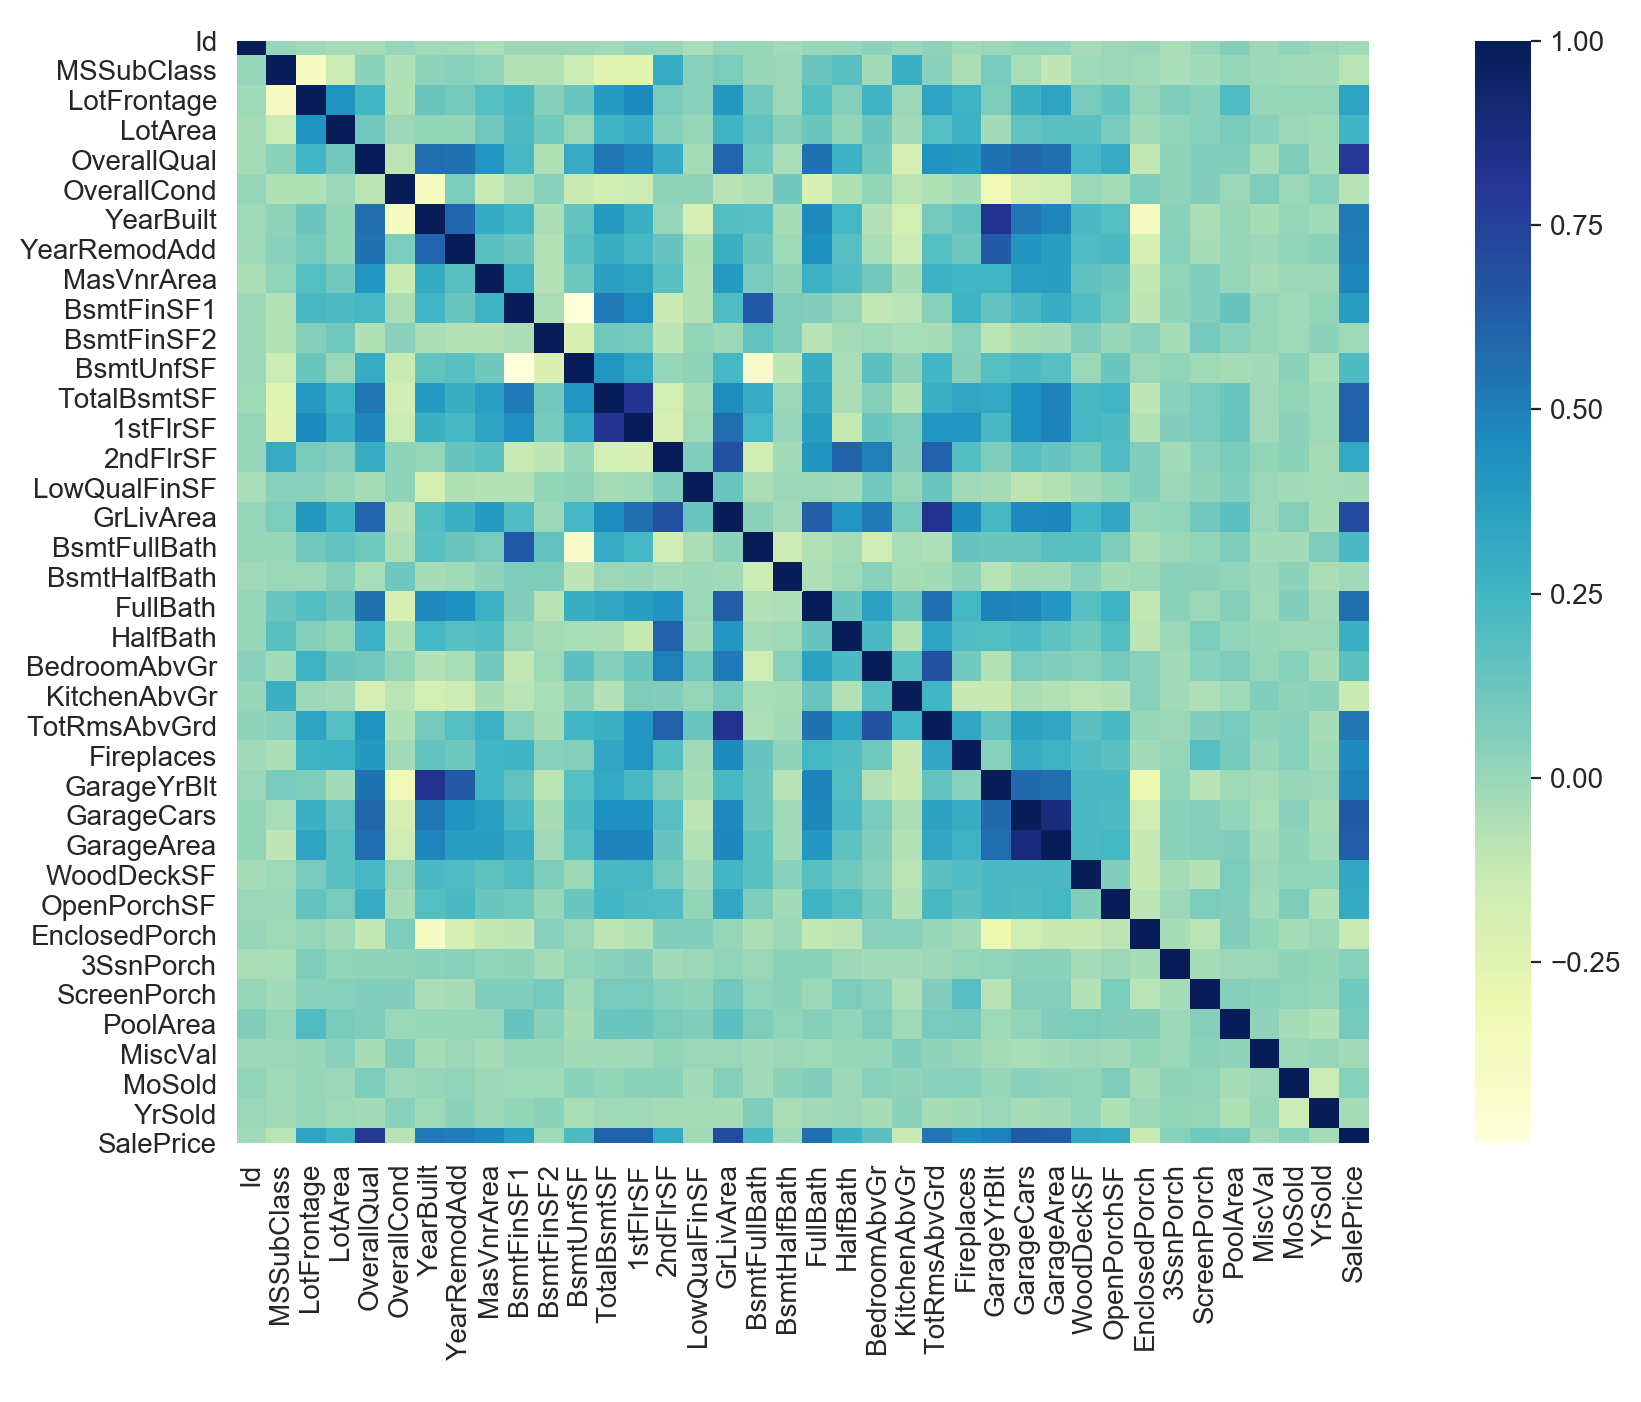 Id
MSSubClass
LotFrontage
LotArea
OverallQual
OverallCond
YearBuilt
YearRemodAdd
MasVnrArea
BsmtFinSF1
BsmtFinSF2
BsmtUnfSF
TotalBsmtSF
1stFlrSF
2ndFlrSF
LowQualFinSF
GrLivArea
BsmtFullBath
BsmtHalfBath
FullBath
HalfBath
BedroomAbvGr
KitchenAbvGr
TotRmsAbvGrd
Fireplaces
GarageYrBlt
GarageCars
GarageArea
WoodDeckSF
OpenPorchSF
EnclosedPorch
3SsnPorch
ScreenPorch
PoolArea
MiscVal
MoSold
YrSold
SalePrice
Id
MSSubClass
LotFrontage
LotArea
OverallQual
OverallCond
YearBuilt
YearRemodAdd
MasVnrArea
BsmtFinSF1
BsmtFinSF2
BsmtUnfSF
TotalBsmtSF
1stFlrSF
2ndFlrSF
LowQualFinSF
GrLivArea
BsmtFullBath
BsmtHalfBath
FullBath
HalfBath
BedroomAbvGr
KitchenAbvGr
TotRmsAbvGrd
Fireplaces
GarageYrBlt
GarageCars
GarageArea
WoodDeckSF
OpenPorchSF
EnclosedPorch
3SsnPorch
ScreenPorch
PoolArea
MiscVal
MoSold
YrSold
SalePrice
1.00
0.75
0.50
0.25
0.00
−0.25